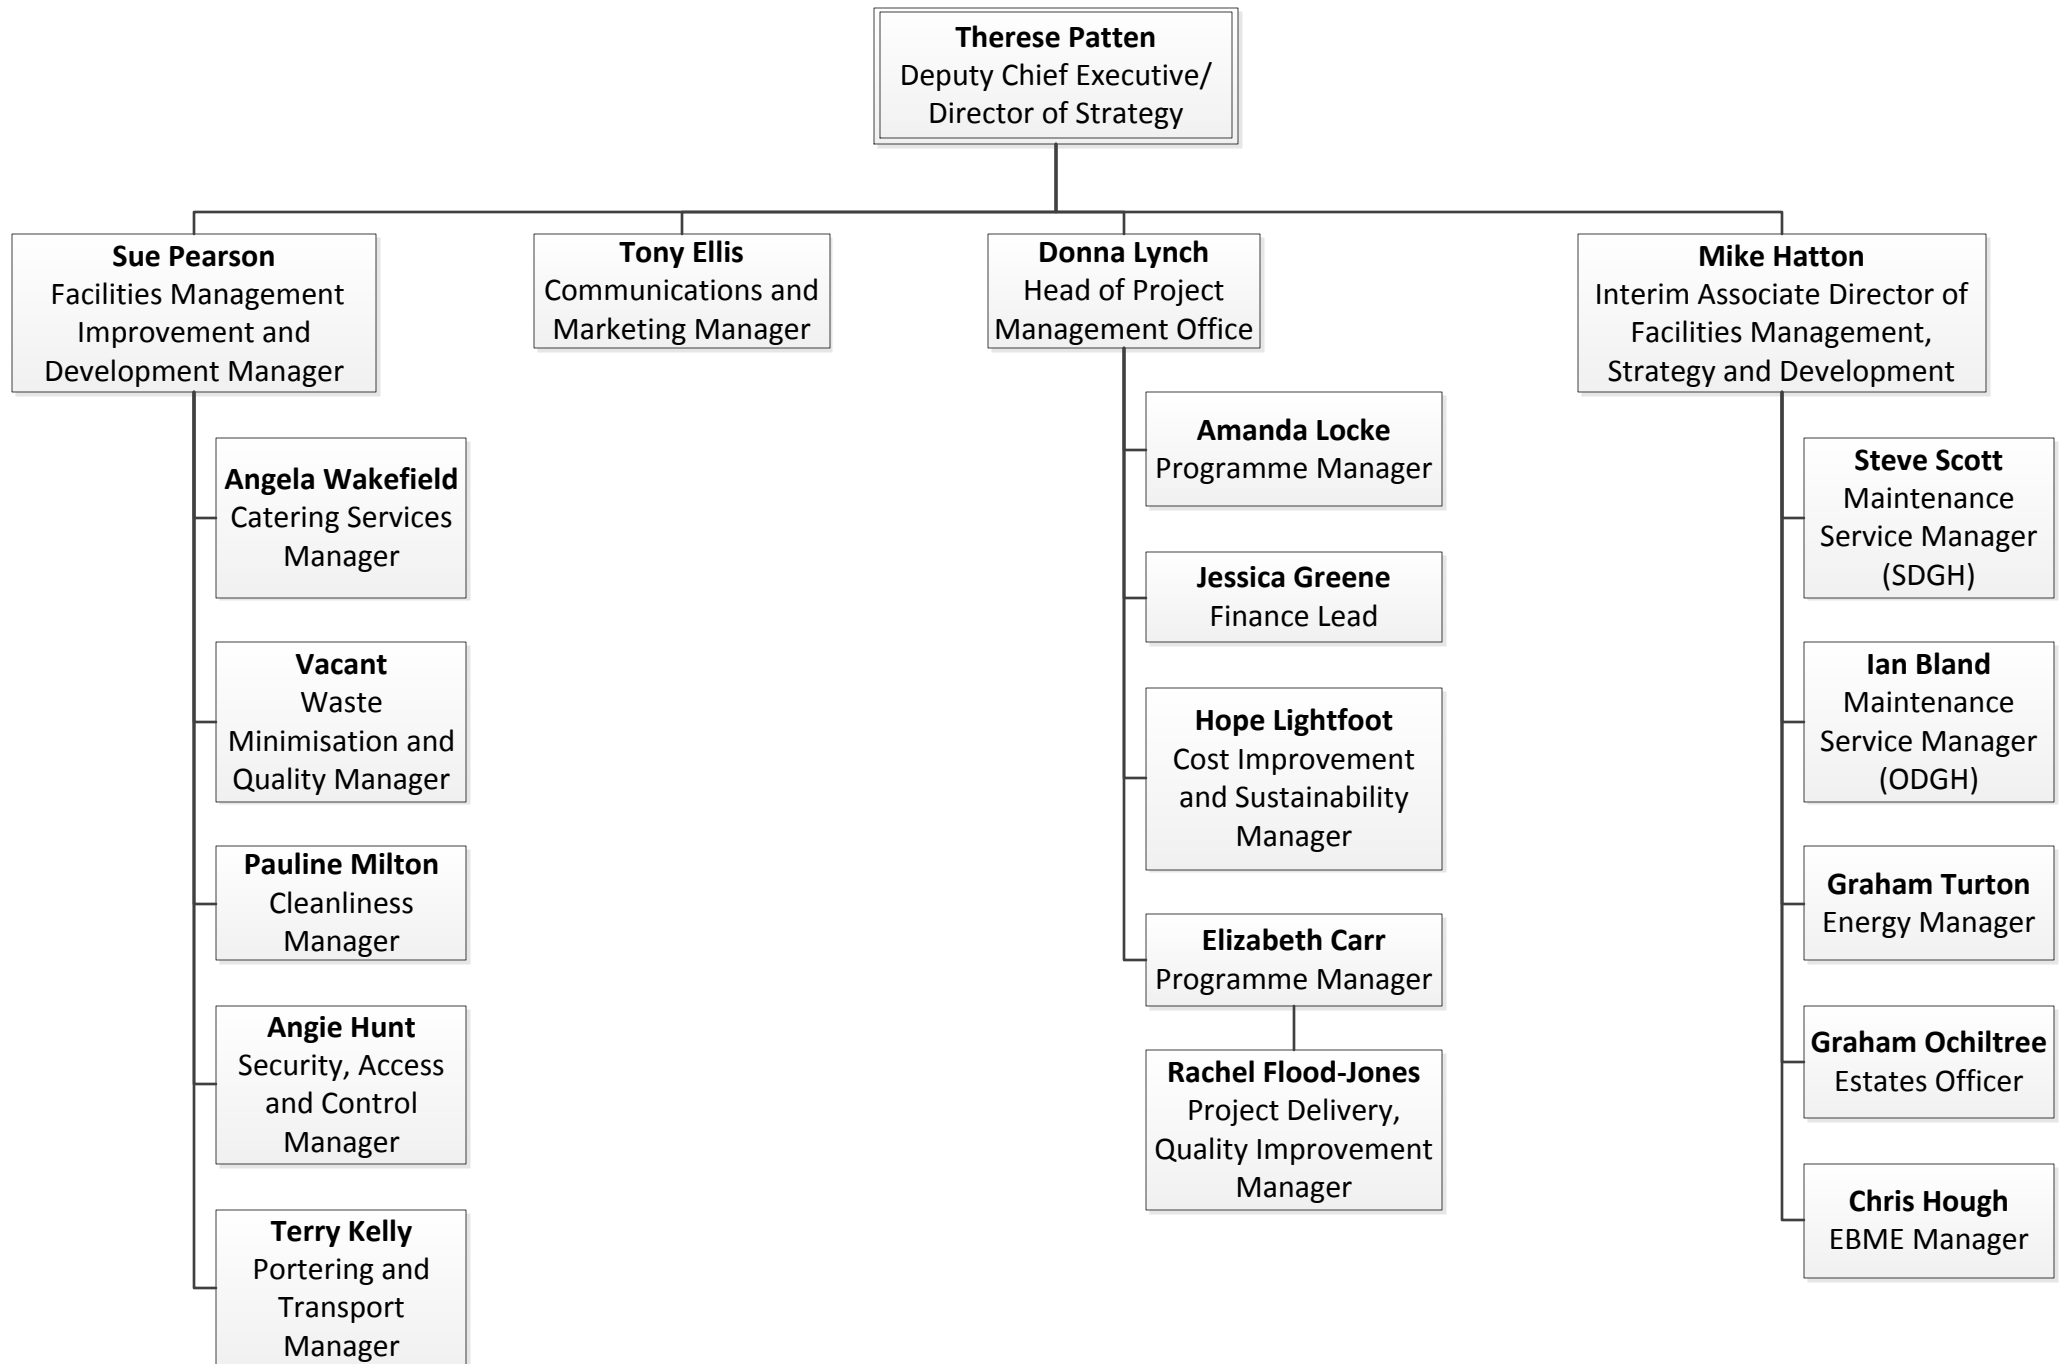 Therese Patten
Deputy Chief Executive/
Director of Strategy
Sue Pearson
Facilities Management
Improvement and
Development Manager
Tony Ellis
Communications and
Marketing Manager
Donna Lynch
Head of Project
Management Office
Mike Hatton
Interim Associate Director of
Facilities Management,
Strategy and Development
Angela Wakefield
Catering Services
Manager
Vacant
Waste
Minimisation and
Quality Manager
Pauline Milton
Cleanliness
Manager
Angie Hunt
Security, Access
and Control
Manager
Terry Kelly
Portering and
Transport
Manager
Amanda Locke
Programme Manager
Jessica Greene
Finance Lead
Hope Lightfoot
Cost Improvement
and Sustainability
Manager
Elizabeth Carr
Programme Manager
Rachel Flood-Jones
Project Delivery,
Quality Improvement
Manager
Steve Scott
Maintenance
Service Manager
(SDGH)
Ian Bland
Maintenance
Service Manager
(ODGH)
Graham Turton
Energy Manager
Graham Ochiltree
Estates Officer
Chris Hough
EBME Manager